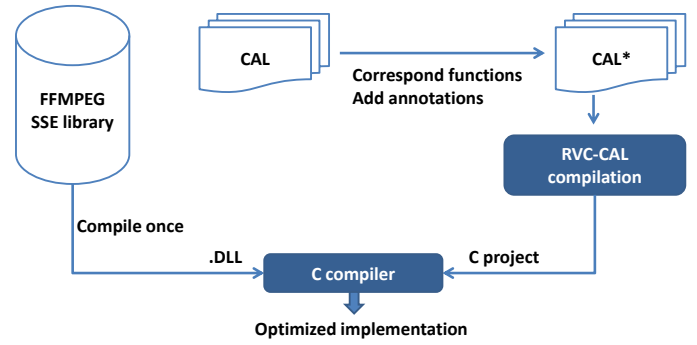 FFMPEG
SSE library
CAL
Correspond functions
Add annotations
CAL*
RVC-CAL
compilation
Compile once
.DLL
C compiler
C project
Optimized implementation